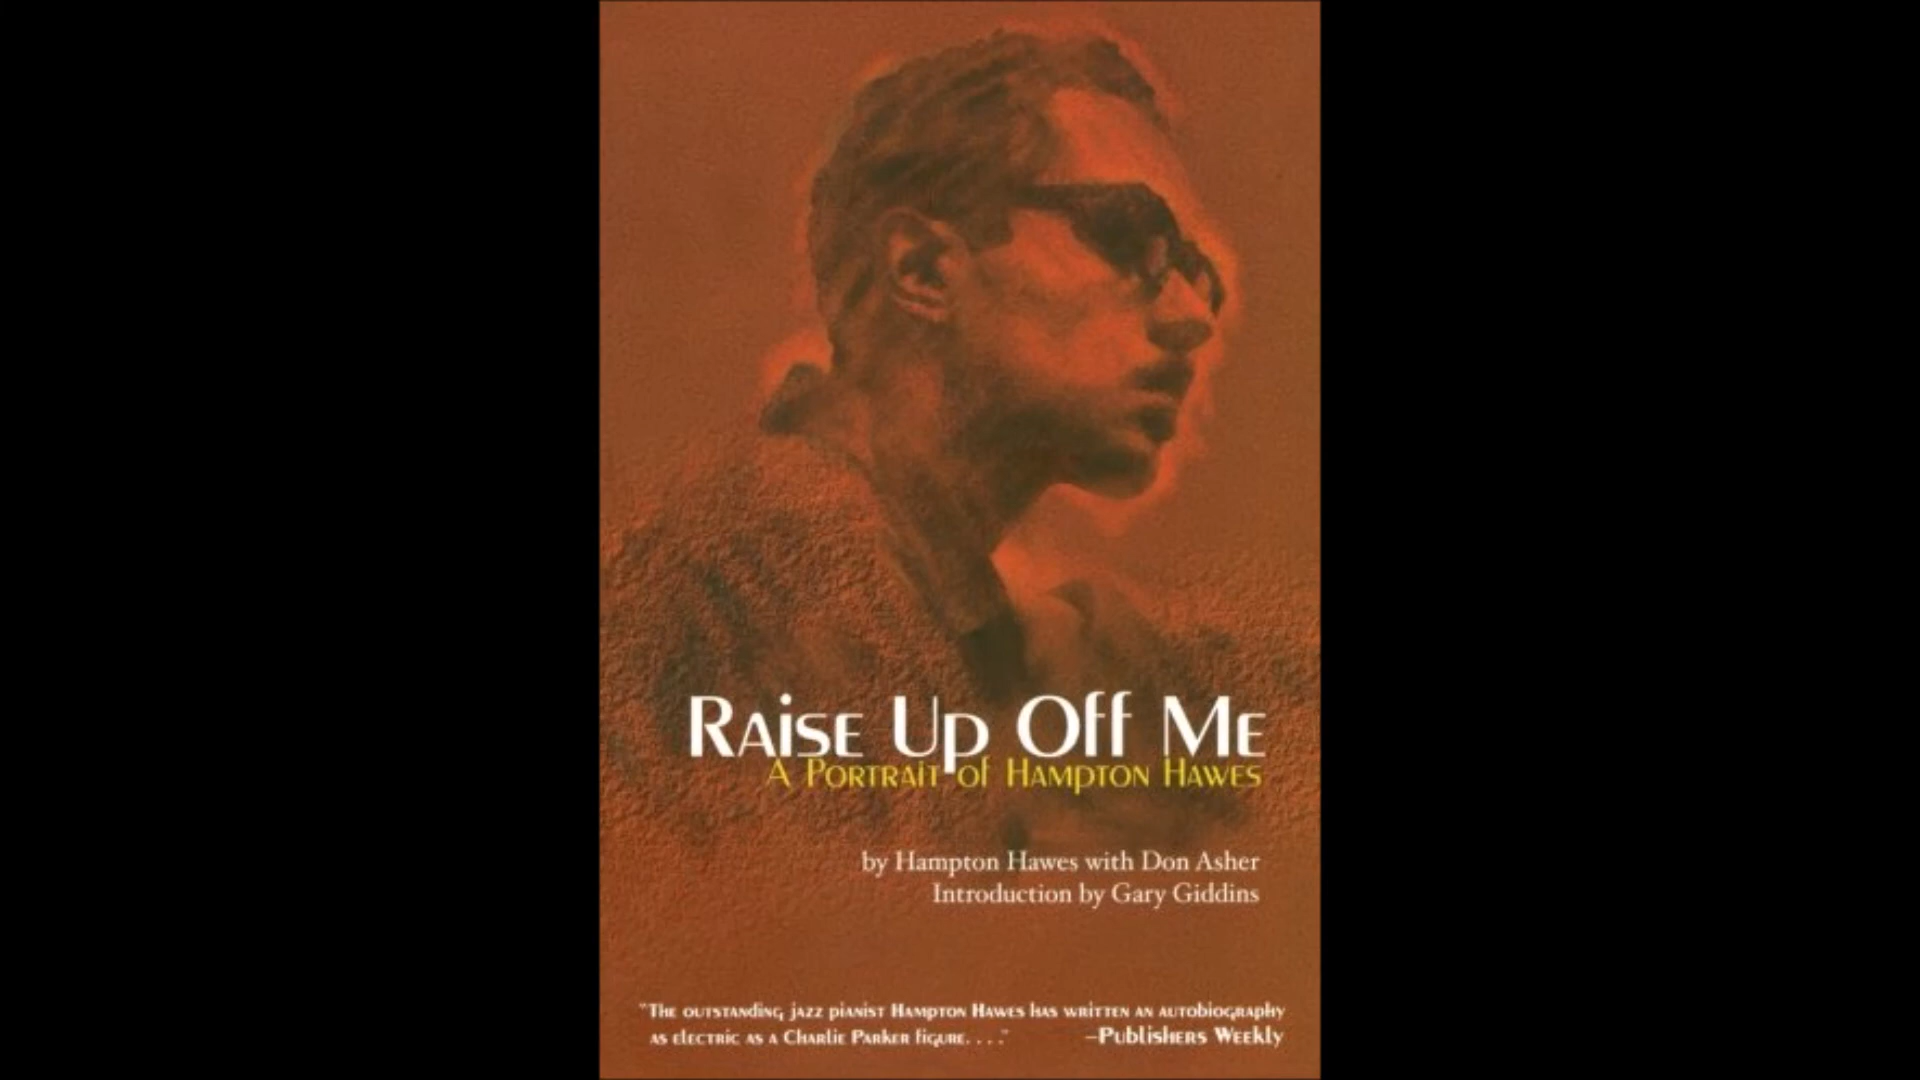 Raise Up Off Me
A Portrait of Hampton Hawes
by Hampton Hawes with Don Asher
Introduction by Gary Giddins
"The outstanding jazz pianist Hampton Hawes has written an autobiography
as electric as a Charlie Parker figure. . . ." –Publishers Weekly